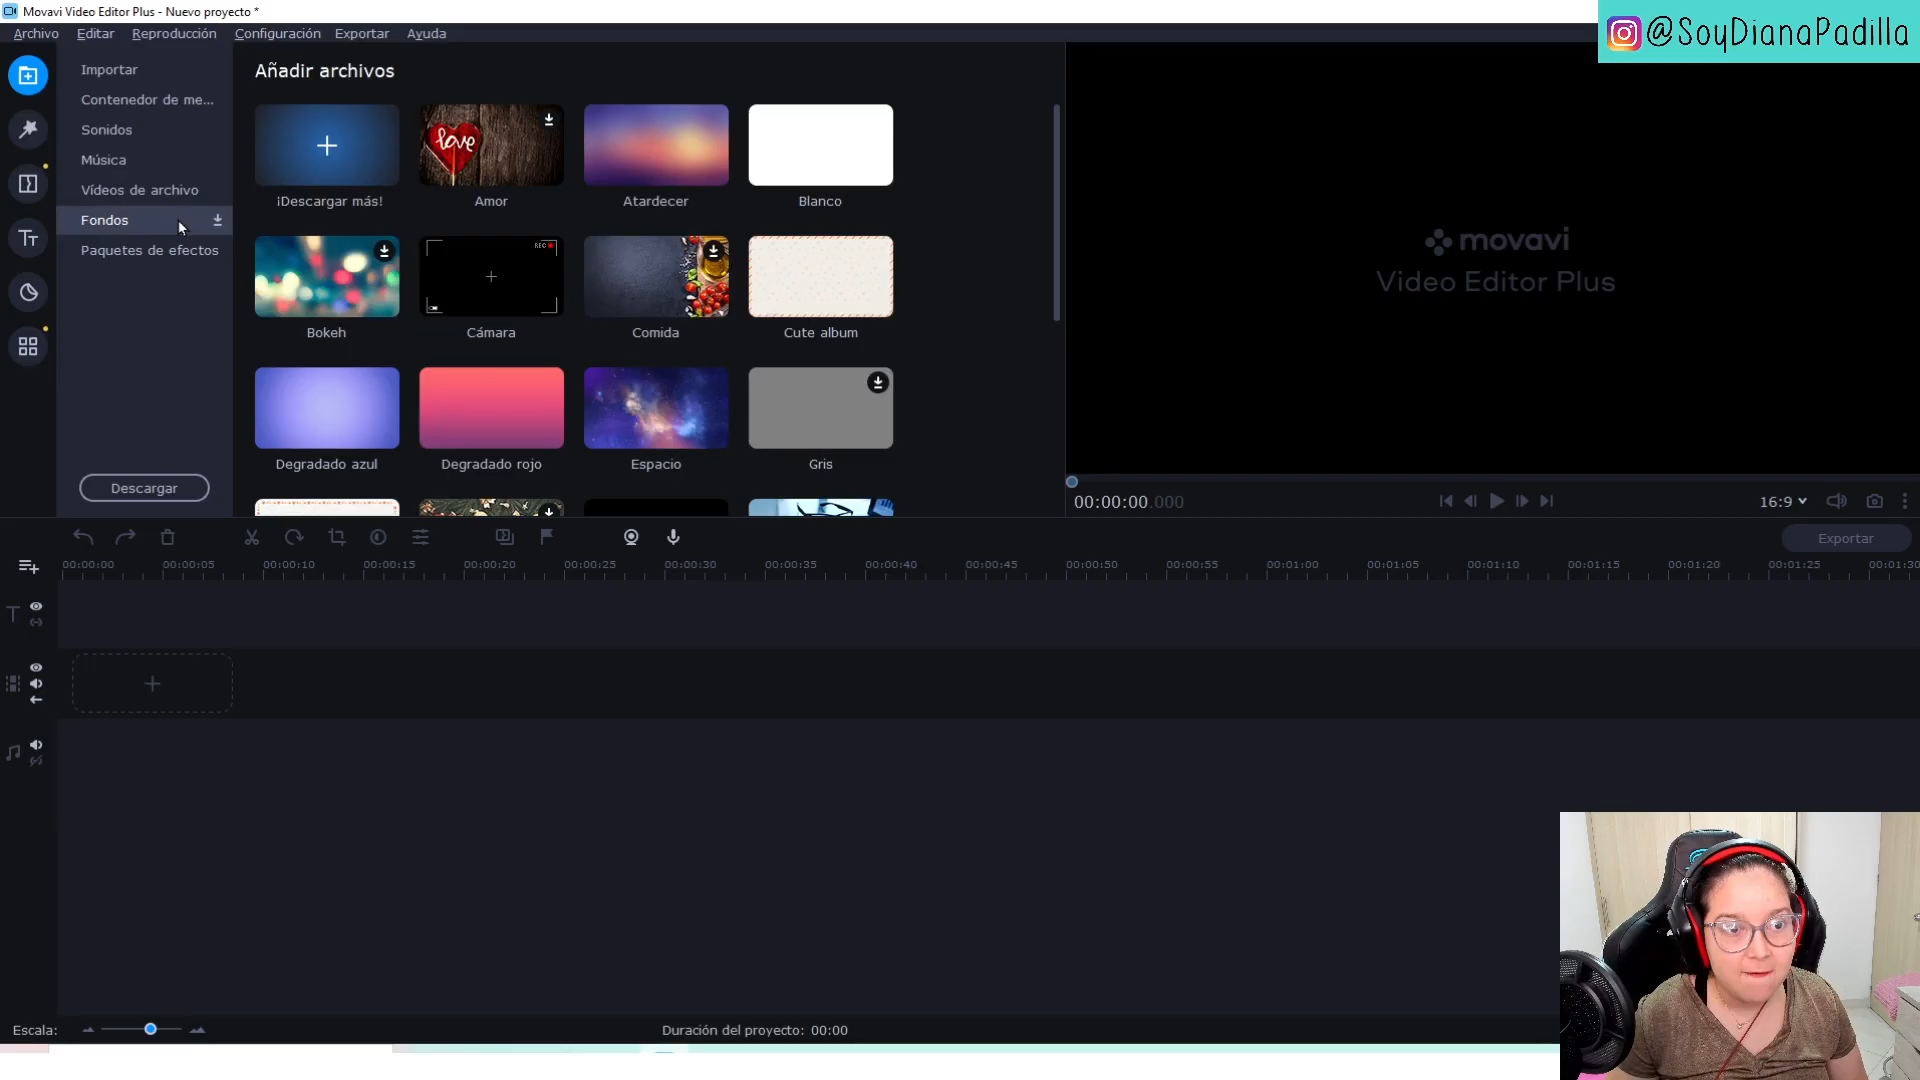 Movavi Video Editor Plus - Nuevo proyecto *
@SoyDianaPadilla
Archivo Editar Reproducción Configuración Exportar Ayuda
Importar
Contenedor de me...
Sonidos
Música
Vídeos de archivo
Fondos
Paquetes de efectos
Descargar
Añadir archivos
love
¡Descargar más! Amor Atardecer Blanco
REC
Bokeh Cámara Comida Cute album
Degradado azul Degradado rojo Espacio Gris
movavi
Video Editor Plus
00:00:00.000
16:9
Exportar
00:00:00 00:00:05 00:00:10 00:00:15 00:00:20 00:00:25 00:00:30 00:00:35 00:00:40 00:00:45 00:00:50 00:00:55 00:01:00 00:01:05 00:01:10 00:01:15 00:01:20 00:01:25 00:01:30
Escala:
Duración del proyecto: 00:00